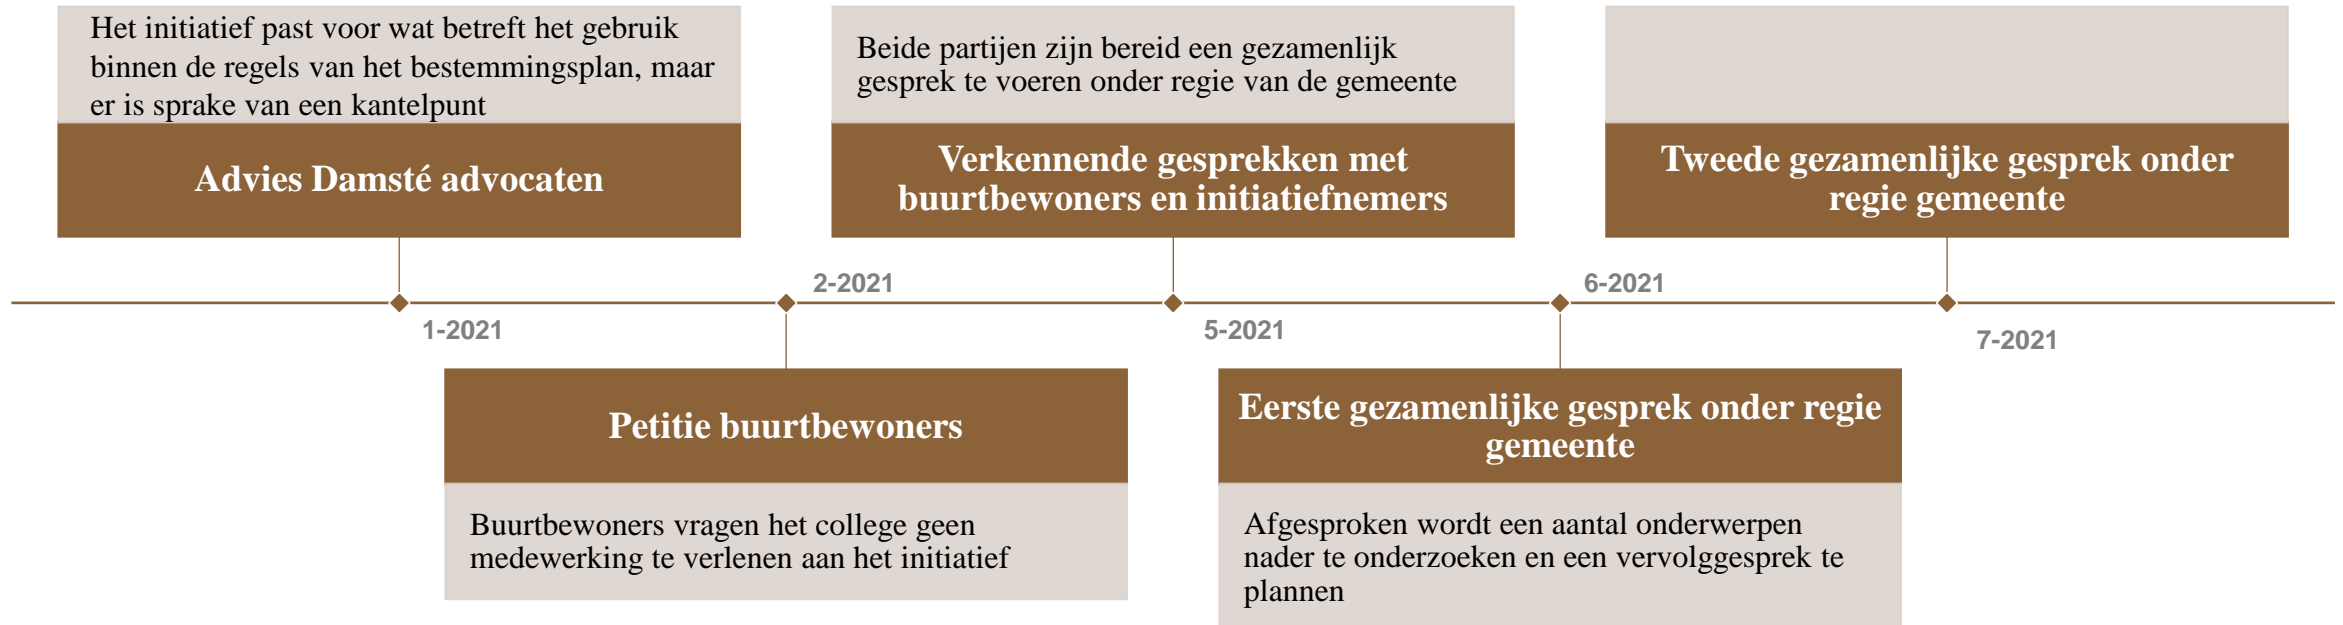 Het initiatief past voor wat betreft het gebruik
binnen de regels van het bestemmingsplan, maar
er is sprake van een kantelpunt
Advies Damsté advocaten
1-2021
2-2021
Petitie buurtbewoners
Buurtbewoners vragen het college geen
medewerking te verlenen aan het initiatief
Beide partijen zijn bereid een gezamenlijk
gesprek te voeren onder regie van de gemeente
Verkennende gesprekken met
buurtbewoners en initiatiefnemers
5-2021
6-2021
Eerste gezamenlijke gesprek onder regie
gemeente
Afgesproken wordt een aantal onderwerpen
nader te onderzoeken en een vervolggesprek te
plannen
Tweede gezamenlijke gesprek onder
regie gemeente
7-2021